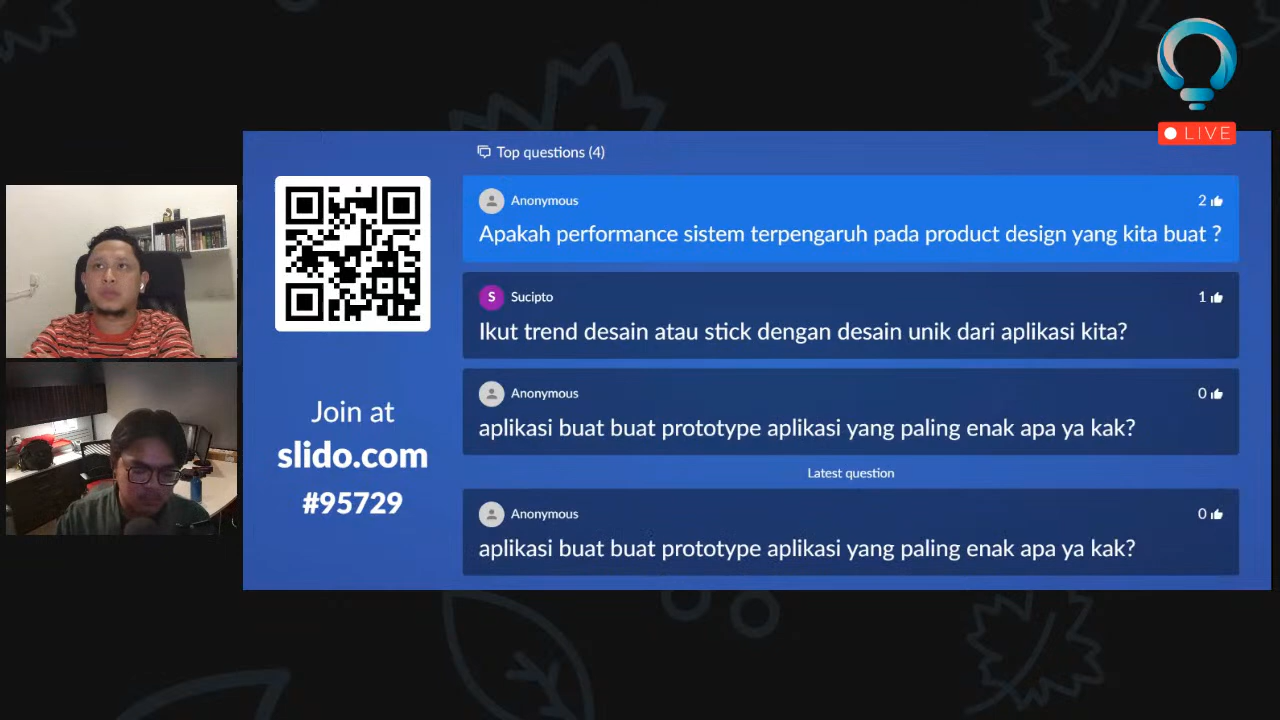 LIVE
Top questions (4)
Anonymous
2
Apakah performance sistem terpengaruh pada product design yang kita buat ?
S
Sucipto
1
Ikut trend desain atau stick dengan desain unik dari aplikasi kita?
Anonymous
0
aplikasi buat buat prototype aplikasi yang paling enak apa ya kak?
Latest question
Anonymous
0
aplikasi buat buat prototype aplikasi yang paling enak apa ya kak?
Join at
slido.com
#95729